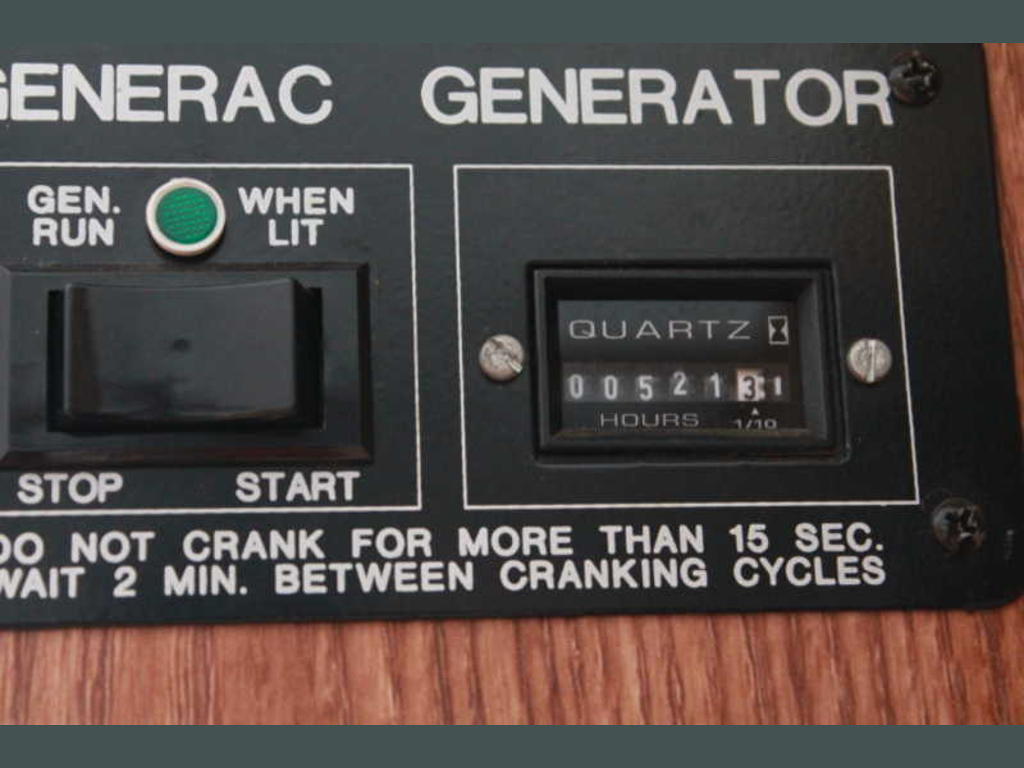 GENERAC GENERATOR
GEN. RUN WHEN LIT
QUARTZ
005213
HOURS 1/10
STOP START
DO NOT CRANK FOR MORE THAN 15 SEC.
WAIT 2 MIN. BETWEEN CRANKING CYCLES